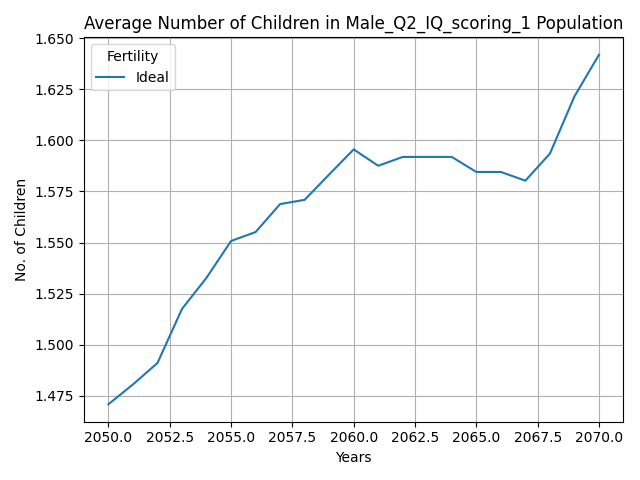 Average Number of Children in Male_Q2_IQ_scoring_1 Population
Fertility
Ideal
No. of Children
1.650
1.625
1.600
1.575
1.550
1.525
1.500
1.475
2050.0 2052.5 2055.0 2057.5 2060.0 2062.5 2065.0 2067.5 2070.0
Years